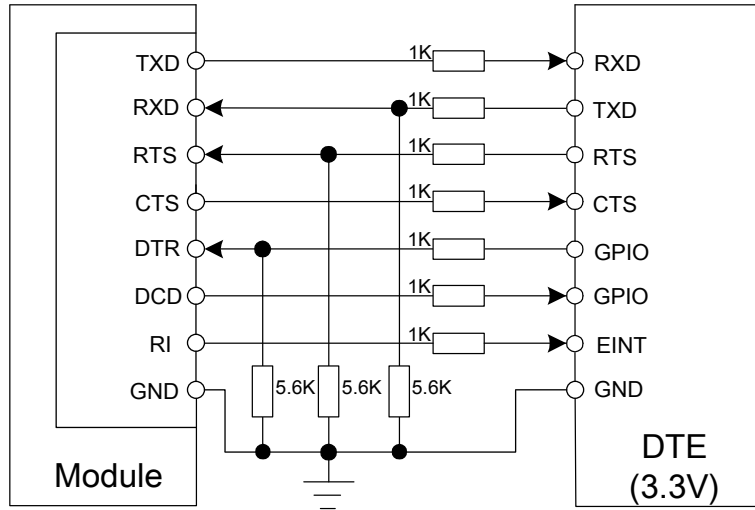 TXD 1K RXD
RXD 1K TXD
RTS 1K RTS
CTS 1K CTS
DTR 1K GPIO
DCD 1K GPIO
RI 1K EINT
GND 5.6K 5.6K 5.6K GND
Module
DTE
(3.3V)